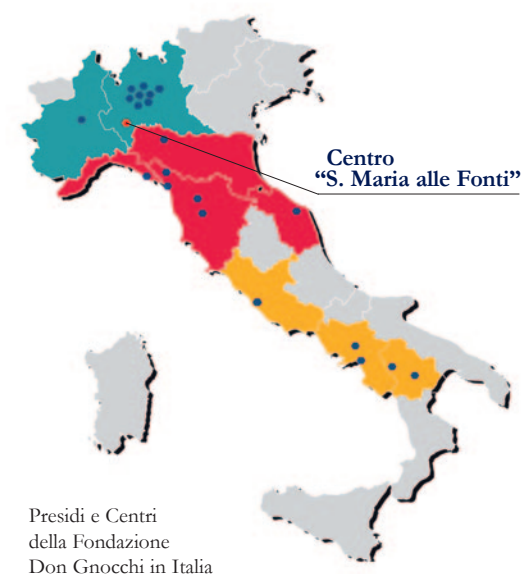 Centro
“S. Maria alle Fonti”
Presidi e Centri
della Fondazione
Don Gnocchi in Italia